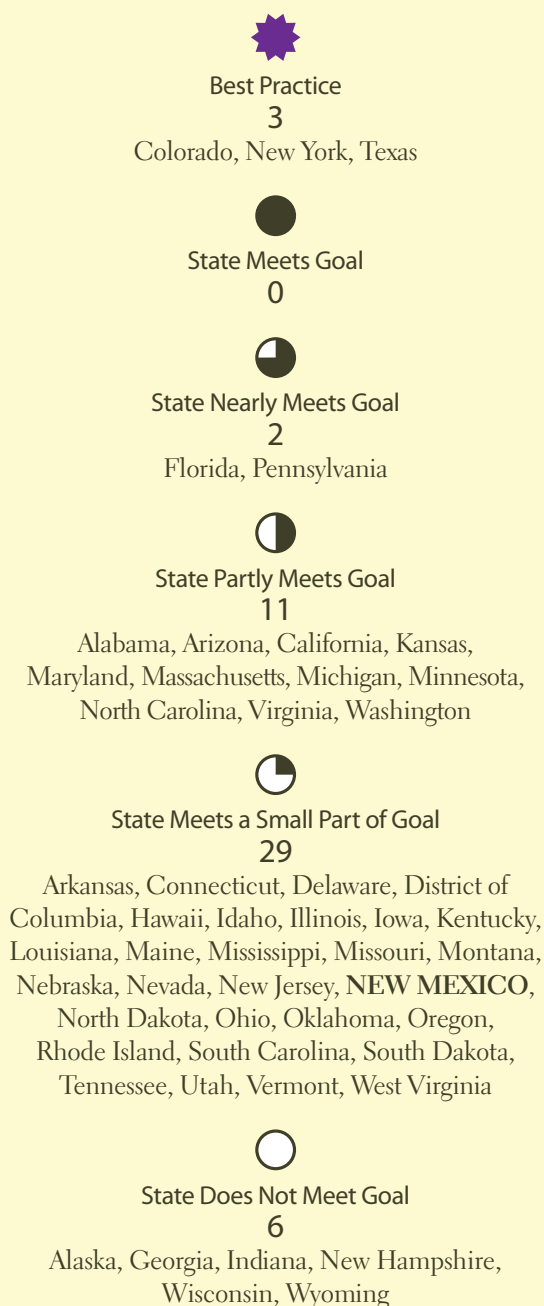 Best Practice
3
Colorado, New York, Texas
State Meets Goal
0
State Nearly Meets Goal
2
Florida, Pennsylvania
State Partly Meets Goal
11
Alabama, Arizona, California, Kansas,
Maryland, Massachusetts, Michigan, Minnesota,
North Carolina, Virginia, Washington
State Meets a Small Part of Goal
29
Arkansas, Connecticut, Delaware, District of
Columbia, Hawaii, Idaho, Illinois, Iowa, Kentucky,
Louisiana, Maine, Mississippi, Missouri, Montana,
Nebraska, Nevada, New Jersey, NEW MEXICO,
North Dakota, Ohio, Oklahoma, Oregon,
Rhode Island, South Carolina, South Dakota,
Tennessee, Utah, Vermont, West Virginia
State Does Not Meet Goal
6
Alaska, Georgia, Indiana, New Hampshire,
Wisconsin, Wyoming